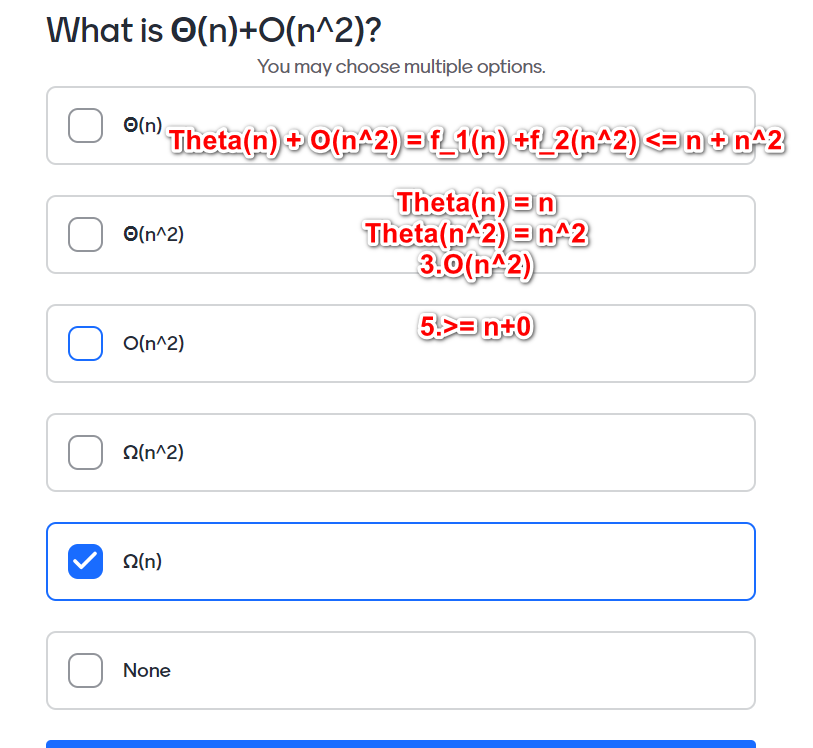 What is Θ(n)+O(n^2)?
You may choose multiple options.
Θ(n)
Theta(n) + O(n^2) = f_1(n) +f_2(n^2) <= n + n^2
Theta(n) = n
Θ(n^2)
Theta(n^2) = n^2
3.O(n^2)
5.>= n+0
O(n^2)
Ω(n^2)
Ω(n)
None